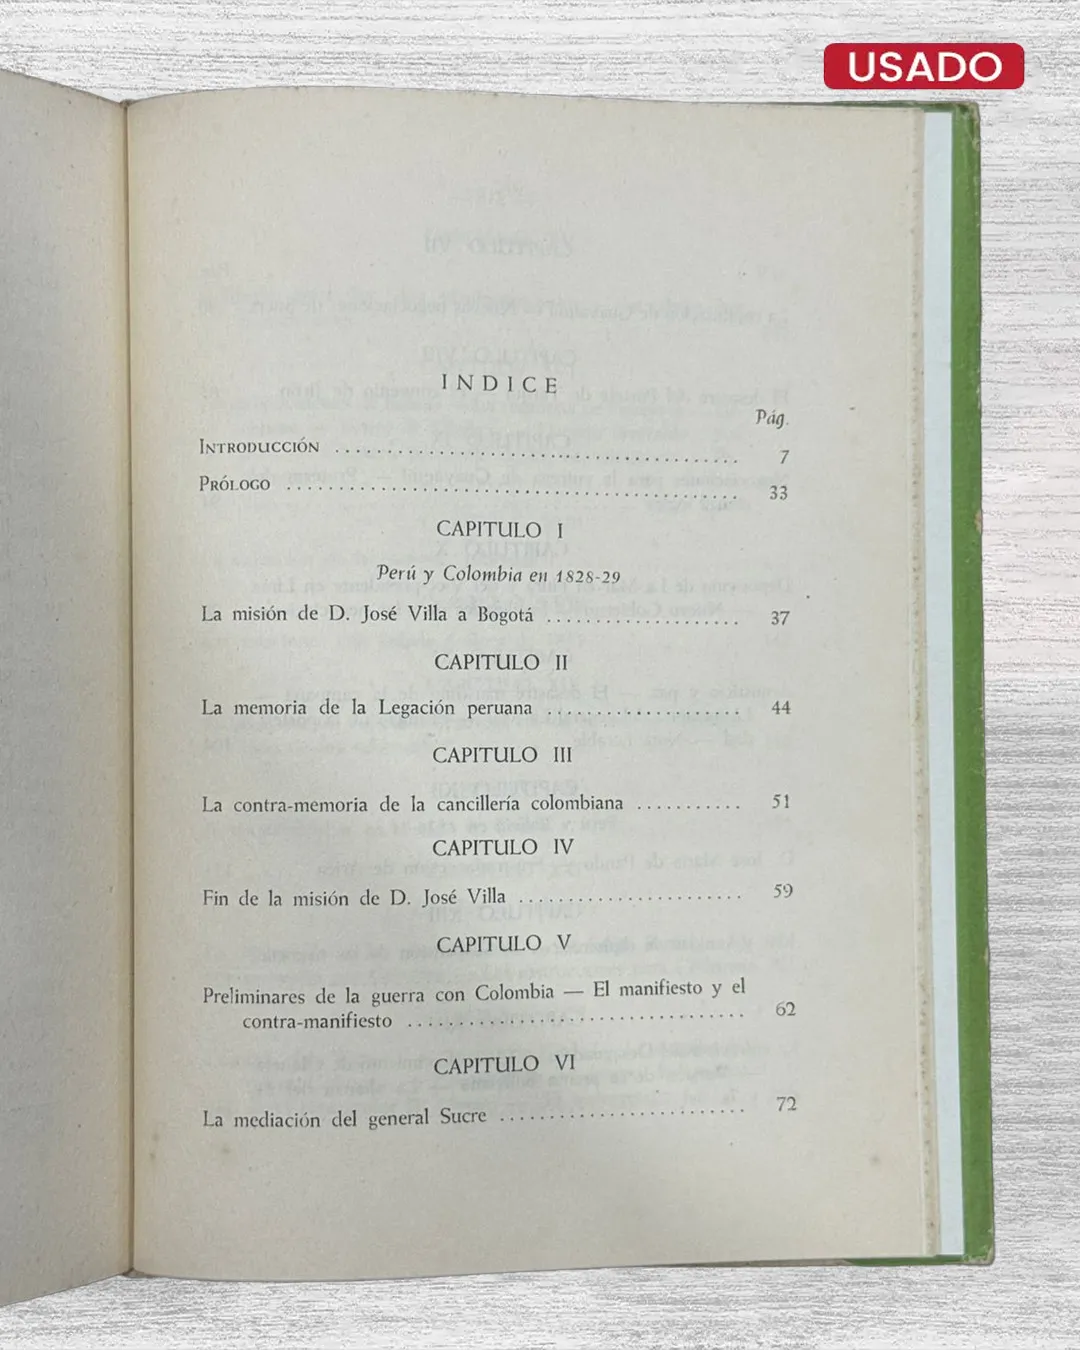 USADO
INDICE
Pág.
INTRODUCCIÓN .......................................... 7
PRÓLOGO .............................................. 33
CAPITULO I
Perú y Colombia en 1828-29
La misión de D. José Villa a Bogotá ................... 37
CAPITULO II
La memoria de la Legación peruana ................... 44
CAPITULO III
La contra-memoria de la cancillería colombiana ........... 51
CAPITULO IV
Fin de la misión de D. José Villa ....................... 59
CAPITULO V
Preliminares de la guerra con Colombia — El manifiesto y el
contra-manifiesto ................................. 62
CAPITULO VI
La mediación del general Sucre ......................... 72